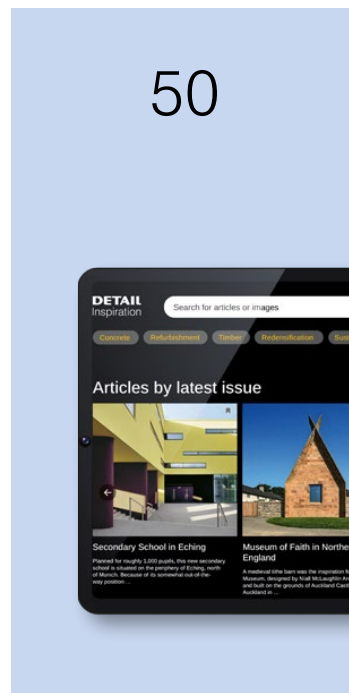 50
DETAIL
Inspiration
Search for articles or images
Concrete Refurbishment Timber Redensification
Articles by latest issue
Secondary School in Eching
Planned for roughly 1,000 pupils, this new secondary
school is situated on the periphery of Eching, north
of Munich. Because of its somewhat out-of-the-
way position ...
Museum of Faith in Northe
England
A medieval tithe barn was the inspiration f
Museum, designed by Níall McLaughlin Ar
and built on the grounds of Auckland Cast
Auckland in ...